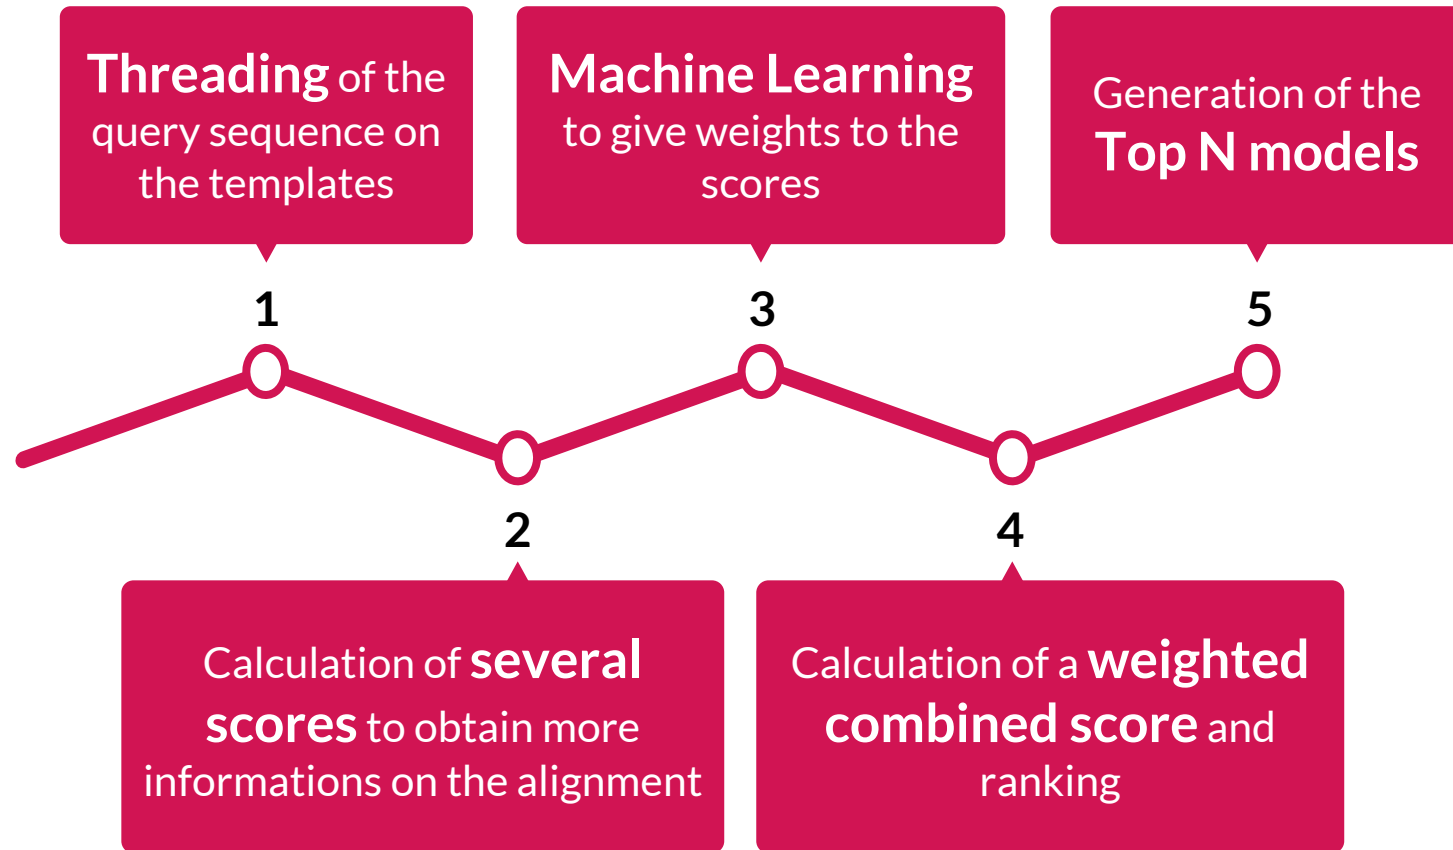 Threading of the
query sequence on
the templates
1
Calculation of several
scores to obtain more
informations on the alignment
2
Machine Learning
to give weights to the
scores
3
Calculation of a weighted
combined score and
ranking
4
Generation of the
Top N models
5